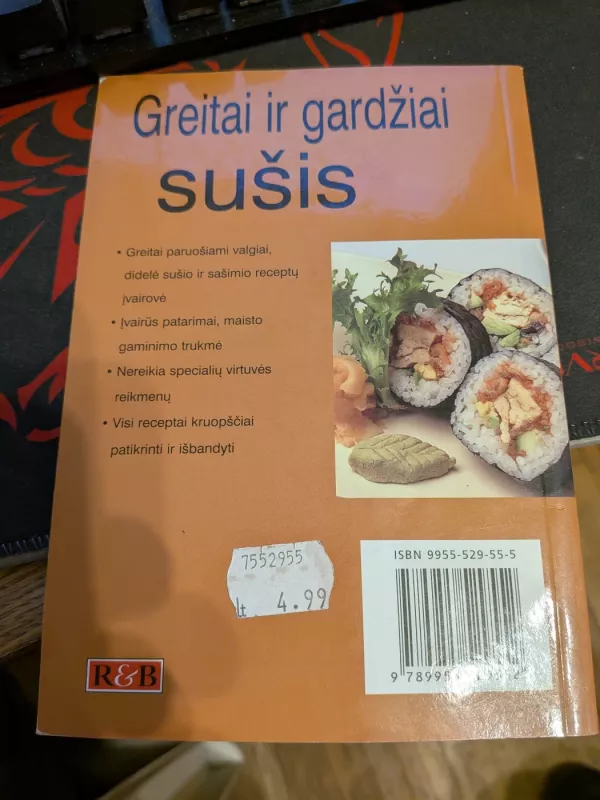 Greitai ir gardžiai
sušis
• Greitai paruošiami valgiai,
didelė sušio ir sašimio receptų
įvairovė
• Įvairūs patarimai, maisto
gaminimo trukmė
• Nereikia specialių virtuvės
reikmenų
• Visi receptai kruopščiai
patikrinti ir išbandyti
7552955
Lt 4.99
ISBN 9955-529-55-5
R&B